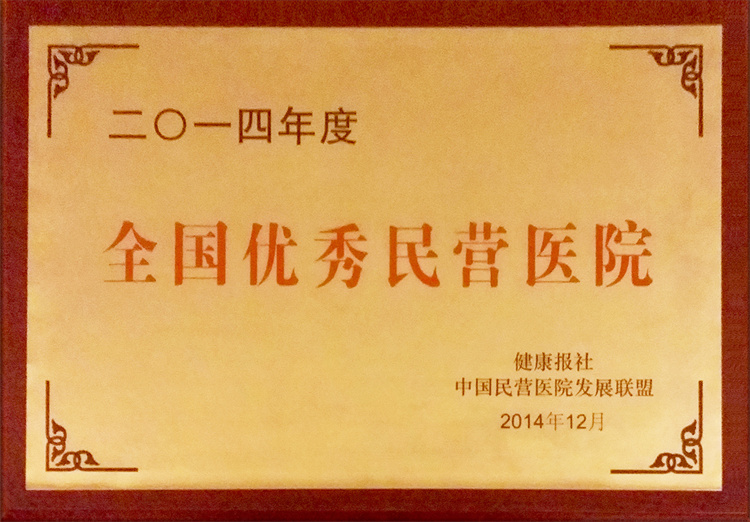 二〇一四年度
全国优秀民营医院
健康报社
中国民营医院发展联盟
2014年12月